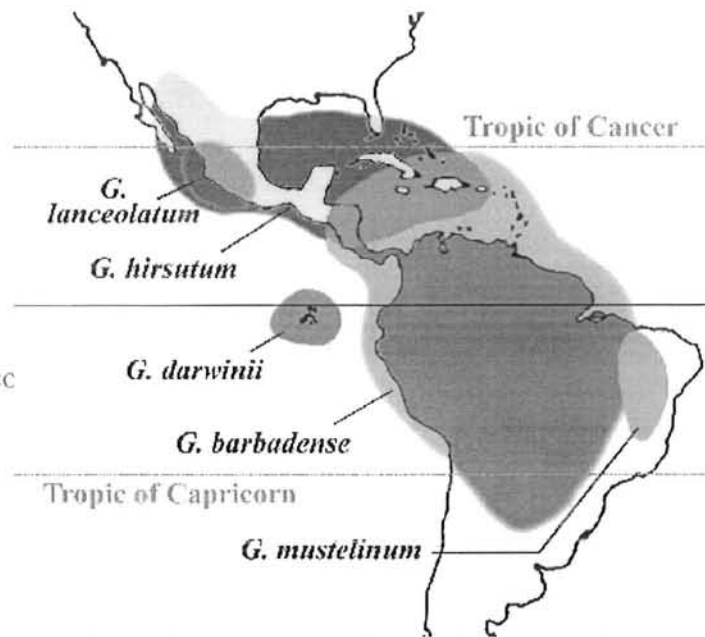 Tropic of Cancer
G.
lanceolatum
G. hirsutum
G. darwinii
G. barbadense
Tropic of Capricorn
G. mustelinum